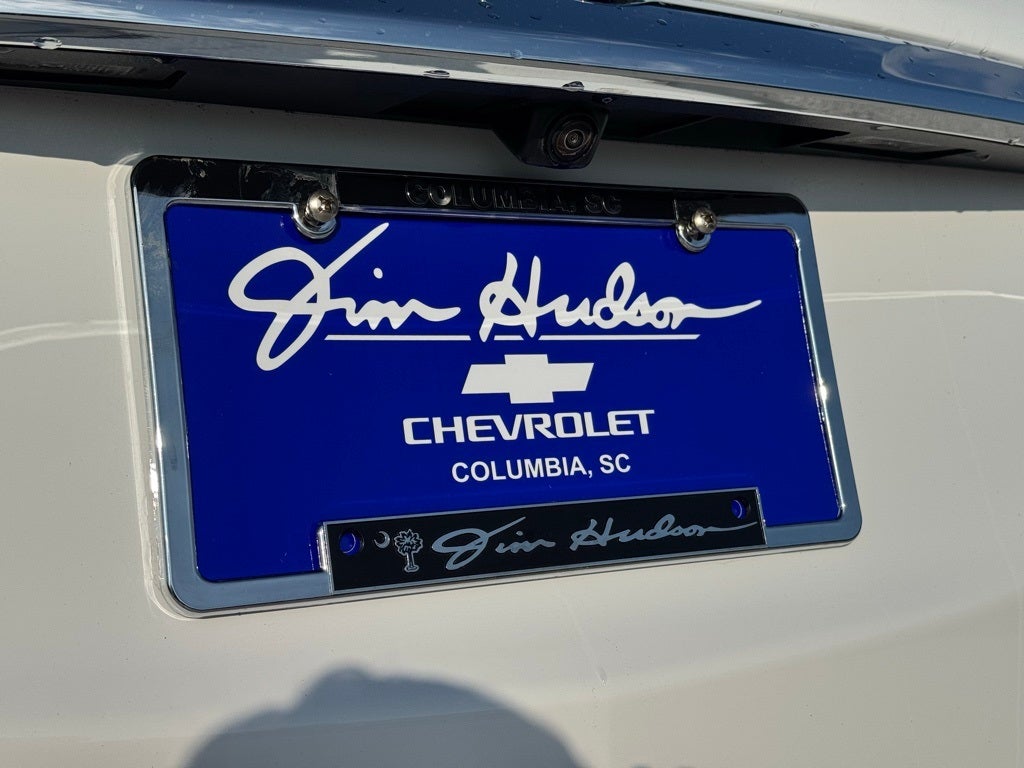 COLUMBIA, SC
Jim Hudson
CHEVROLET
COLUMBIA, SC
Jim Hudson